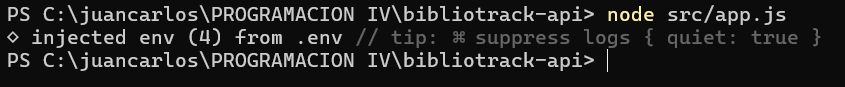 PS C:\juancarlos\PROGRAMACION IV\bibliotrack-api> node src/app.js
◇ injected env (4) from .env // tip: ⌘ suppress logs { quiet: true }
PS C:\juancarlos\PROGRAMACION IV\bibliotrack-api>